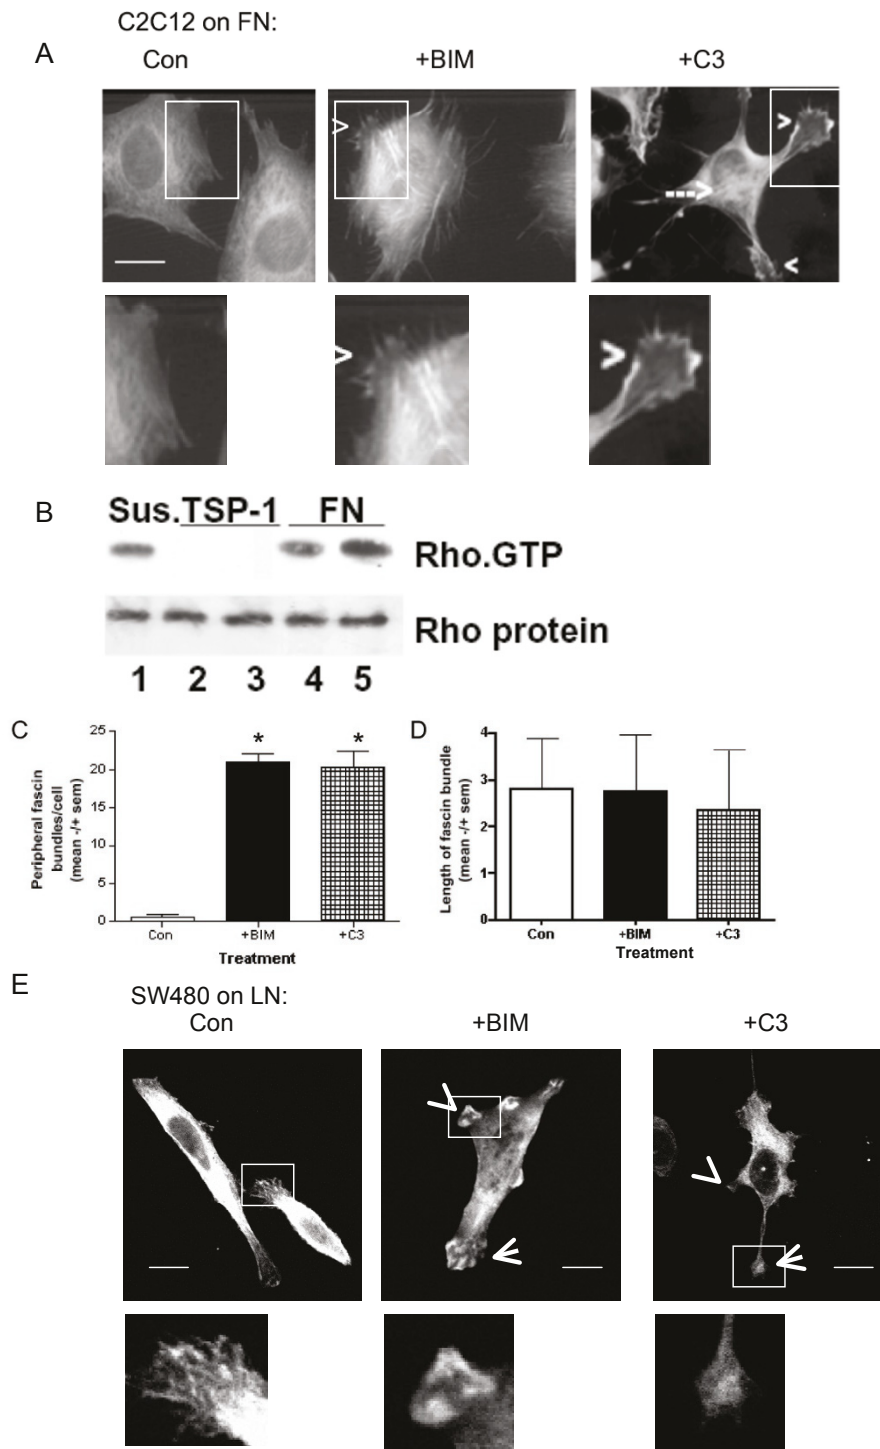 C2C12 on FN:
A
Con +BIM +C3
B
Sus. TSP-1 FN
Rho.GTP
Rho protein
1 2 3 4 5
C
Peripheral fascin
bundles/cell
(mean -/+ sem)
25
20
15
10
5
0
* *
Con +BIM +C3
Treatment
D
Length of fascin bundle
(mean -/+ sem)
4
3
2
1
0
Con +BIM +C3
Treatment
E
SW480 on LN:
Con +BIM +C3